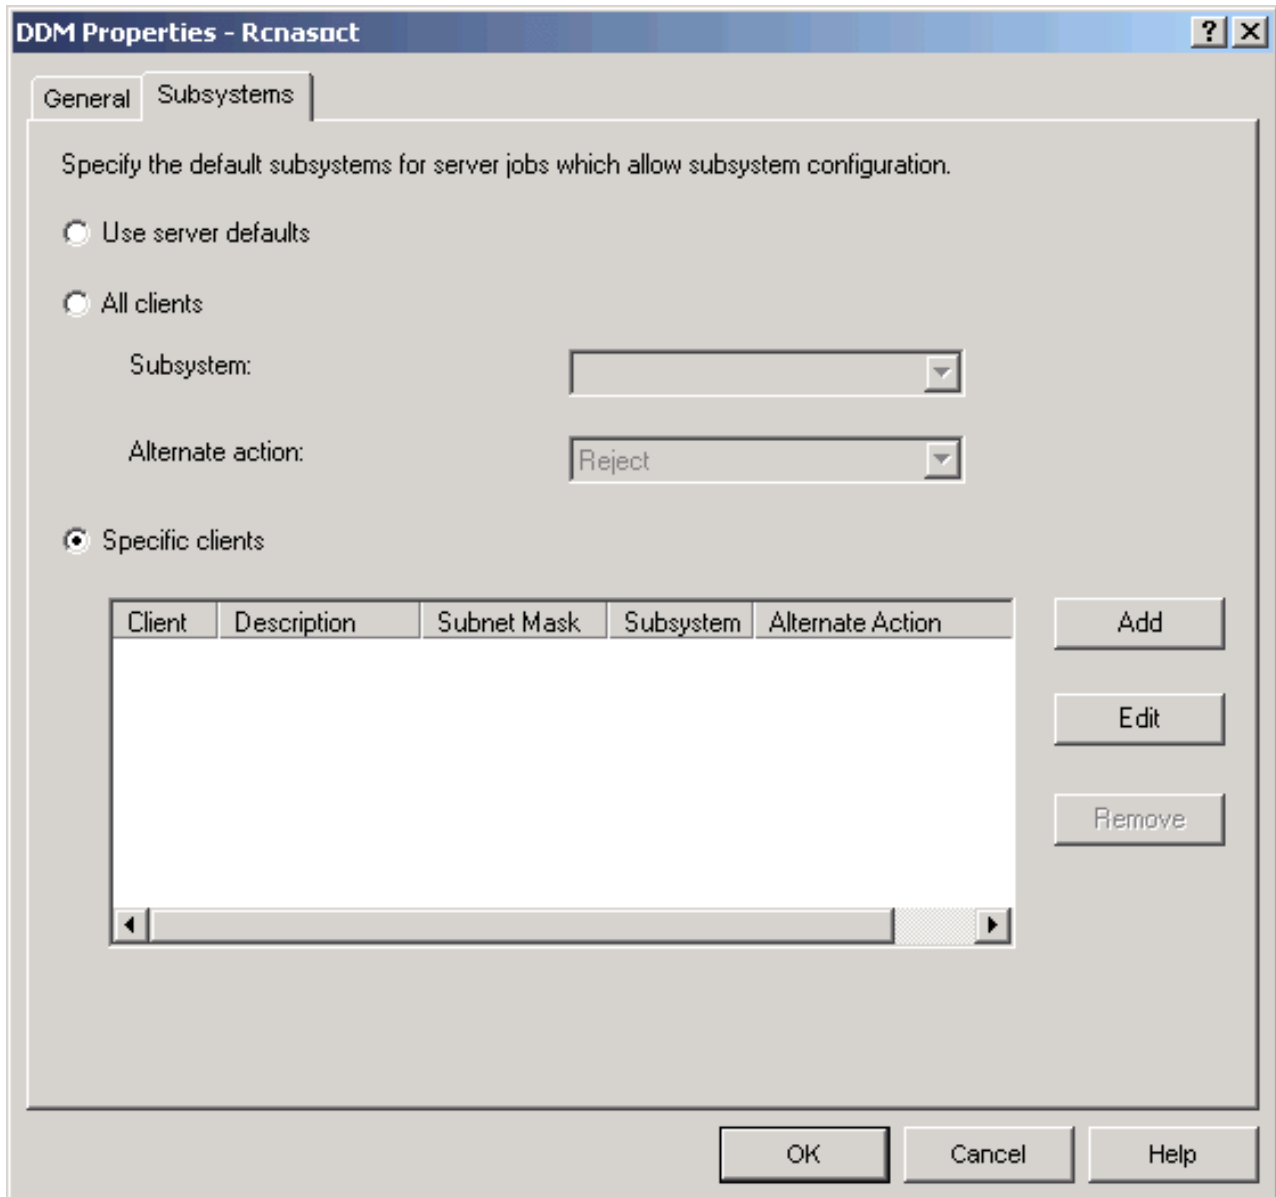 DDM Properties - Rcnasnct
General
Subsystems
Specify the default subsystems for server jobs which allow subsystem configuration.
Use server defaults
All clients
Subsystem:
Alternate action:
Reject
Specific clients
Client Description Subnet Mask Subsystem Alternate Action
Add
Edit
Remove
OK Cancel Help